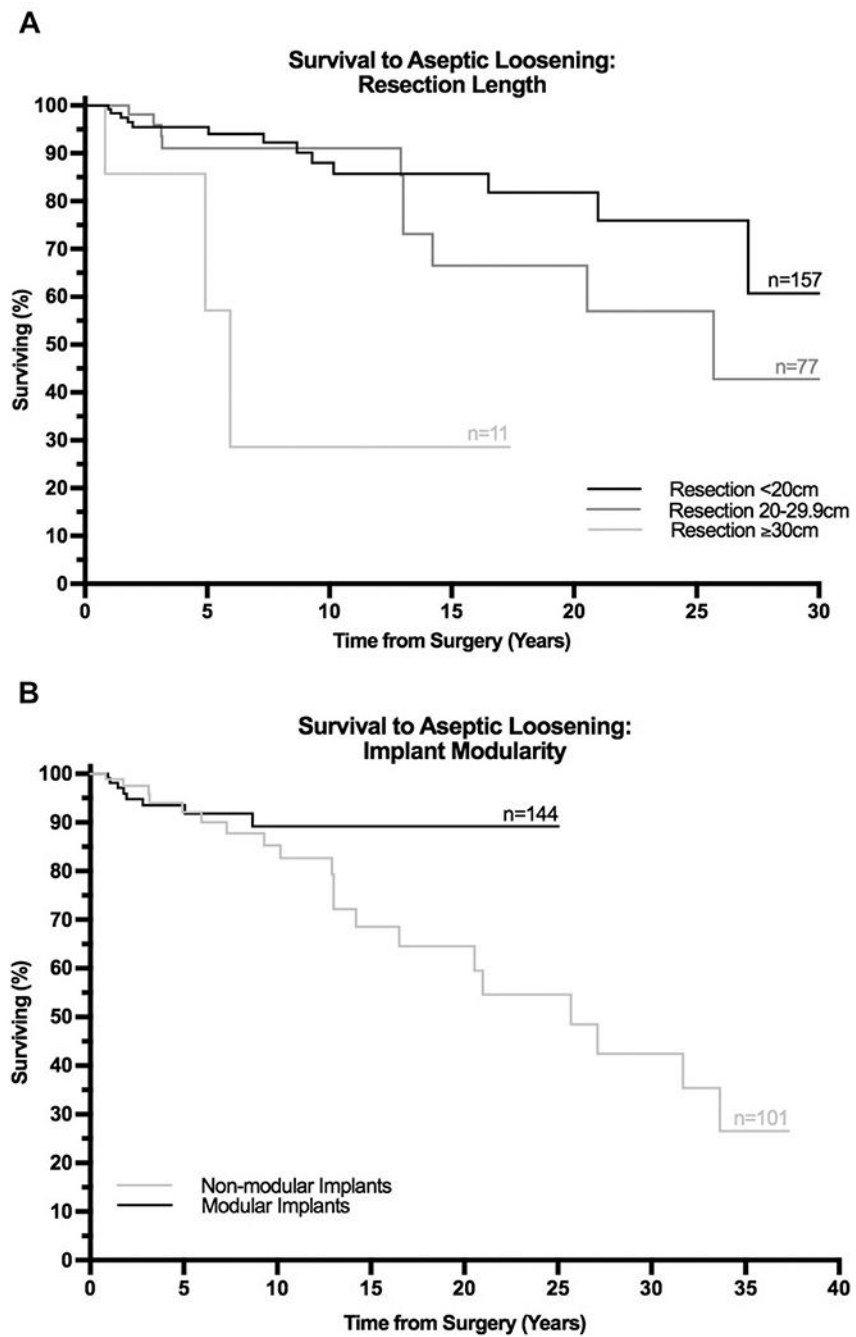 A
Survival to Aseptic Loosening:
Resection Length
100
90
80
70
60
50
40
30
20
10
0
Surviving (%)
n=157
n=77
n=11
Resection <20cm
Resection 20-29.9cm
Resection ≥30cm
0 5 10 15 20 25 30
Time from Surgery (Years)
B
Survival to Aseptic Loosening:
Implant Modularity
100
90
80
70
60
50
40
30
20
10
0
Surviving (%)
n=144
n=101
Non-modular Implants
Modular Implants
0 5 10 15 20 25 30 35 40
Time from Surgery (Years)